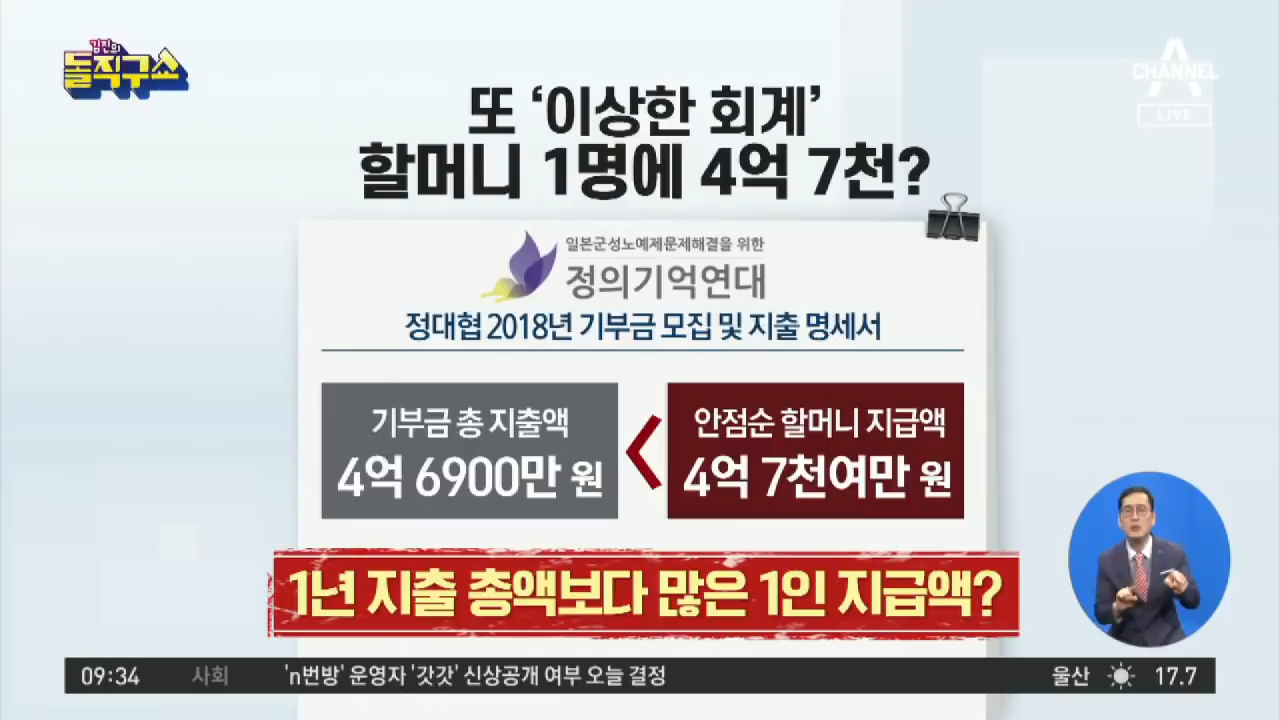 김진의
돌직구쇼
CHANNEL A
LIVE
또 ‘이상한 회계’
할머니 1명에 4억 7천?
일본군성노예제문제해결을 위한
정의기억연대
정대협 2018년 기부금 모집 및 지출 명세서
기부금 총 지출액
4억 6900만 원
<
안점순 할머니 지급액
4억 7천여만 원
1년 지출 총액보다 많은 1인 지급액?
09:34 사회 'n번방' 운영자 '갓갓' 신상공개 여부 오늘 결정 울산 17.7